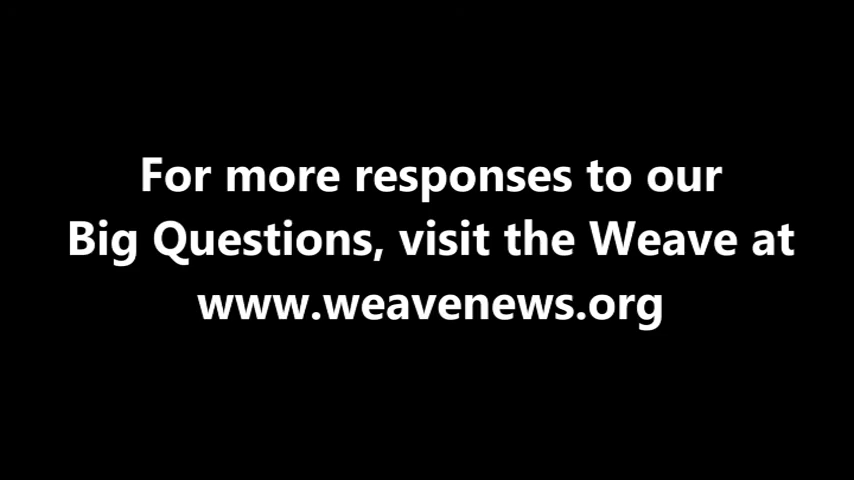 For more responses to our
Big Questions, visit the Weave at
www.weavenews.org